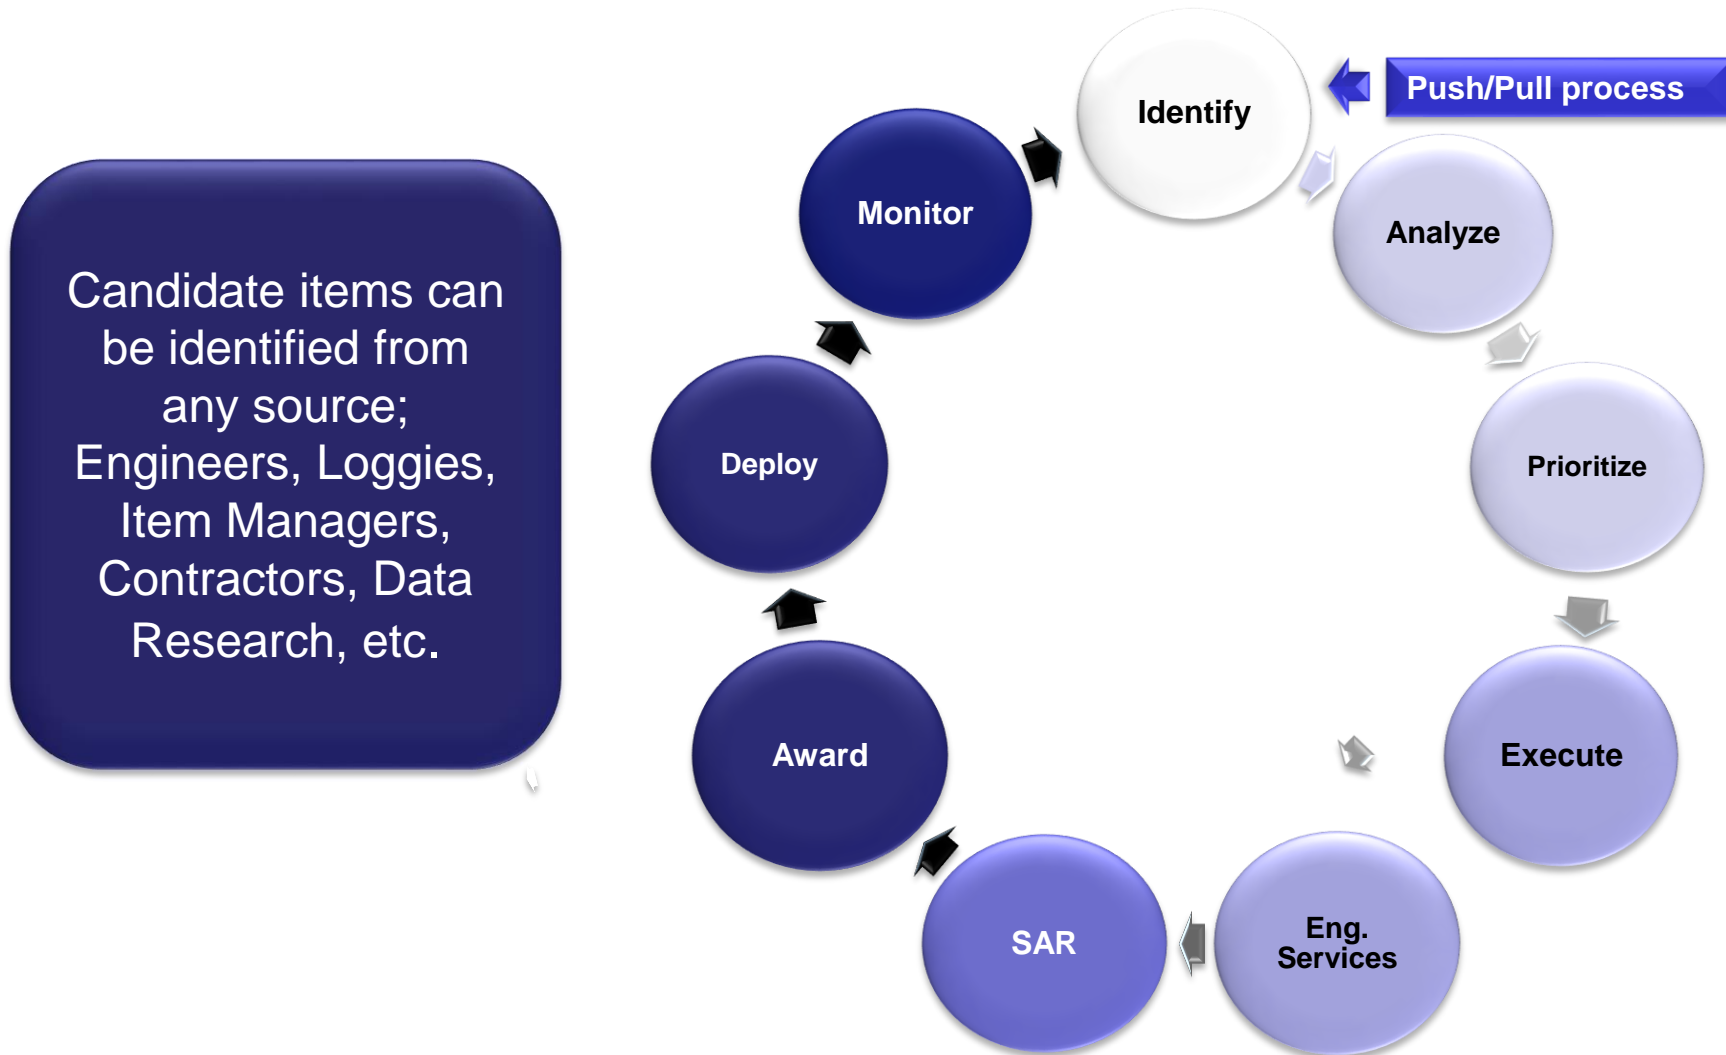 Candidate items can
be identified from
any source;
Engineers, Loggies,
Item Managers,
Contractors, Data
Research, etc.
Identify
Push/Pull process
Analyze
Prioritize
Execute
Eng.
Services
SAR
Award
Deploy
Monitor